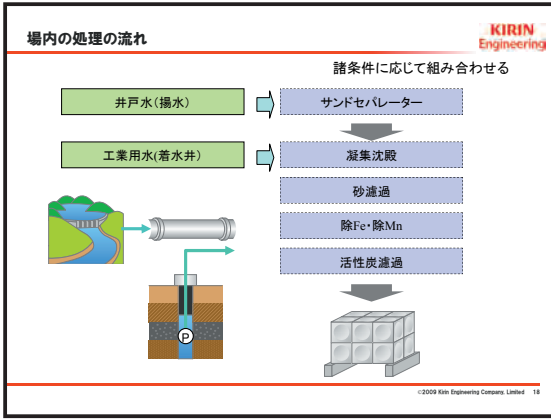 場内の処理の流れ
KIRIN
Engineering
諸条件に応じて組み合わせる
井戸水(揚水)
サンドセパレーター
工業用水(着水井)
凝集沈殿
砂濾過
除Fe・除Mn
活性炭濾過
P
©2009 Kirin Engineering Company, Limited 18